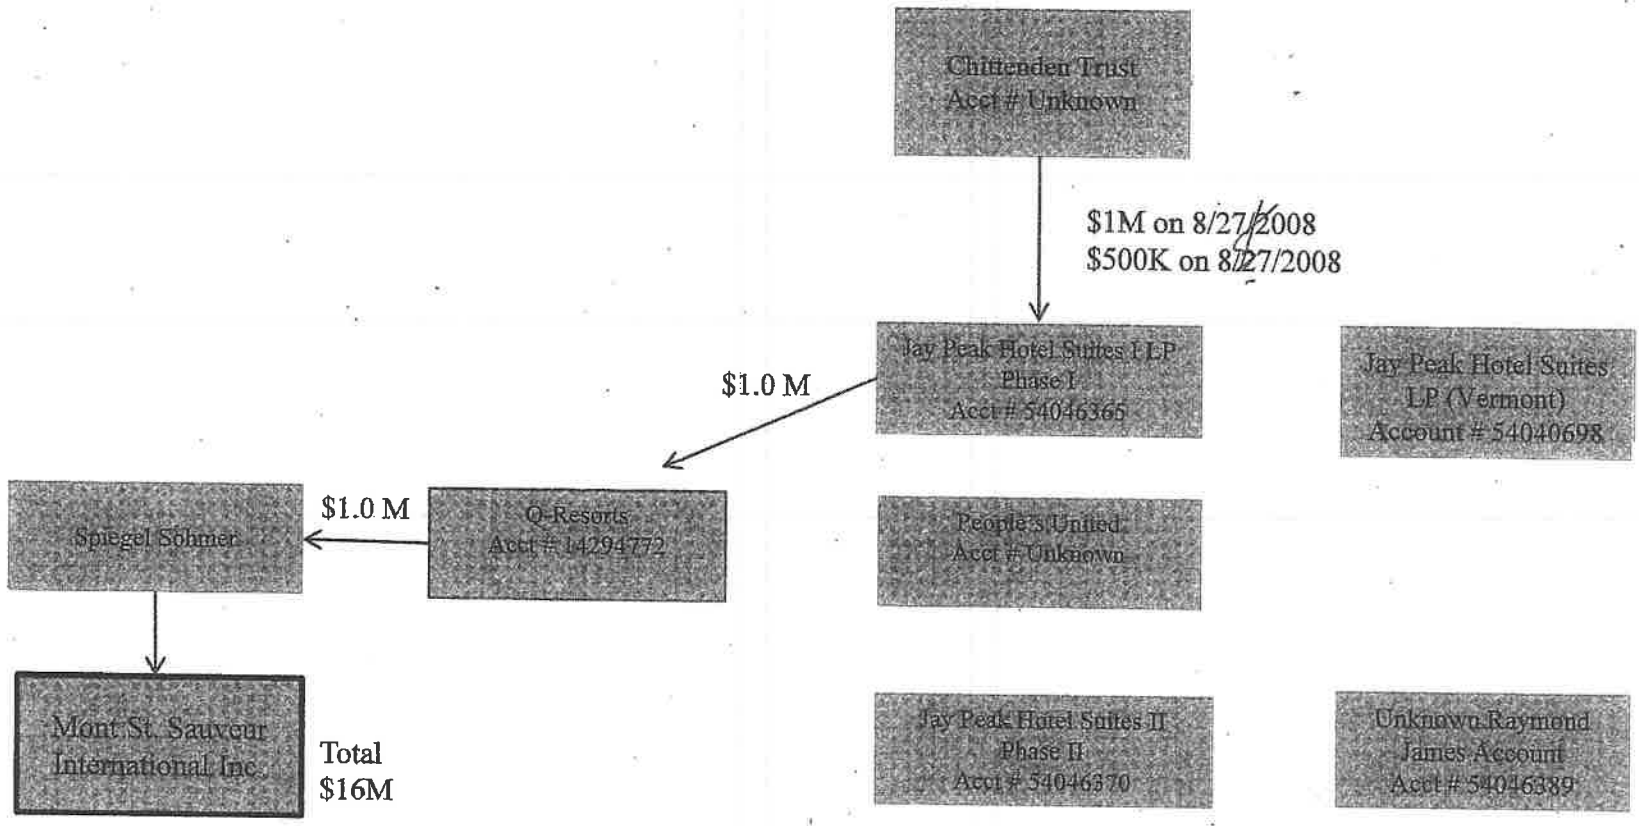 Chittenden Trust
Acct # Unknown
$1M on 8/27/2008
$500K on 8/27/2008
Jay Peak Hotel Suites I LP
Phase I
Acct # 54046365
Jay Peak Hotel Suites
LP (Vermont)
Account # 54040698
$1.0 M
Spiegel Sohmer
$1.0 M
Q-Resorts
Acct # 14294772
People's United
Acct # Unknown
Mont St. Sauveur
International Inc.
Total
$16M
Jay Peak Hotel Suites II
Phase II
Acct # 54046370
Unknown Raymond
James Account
Acct # 54046389